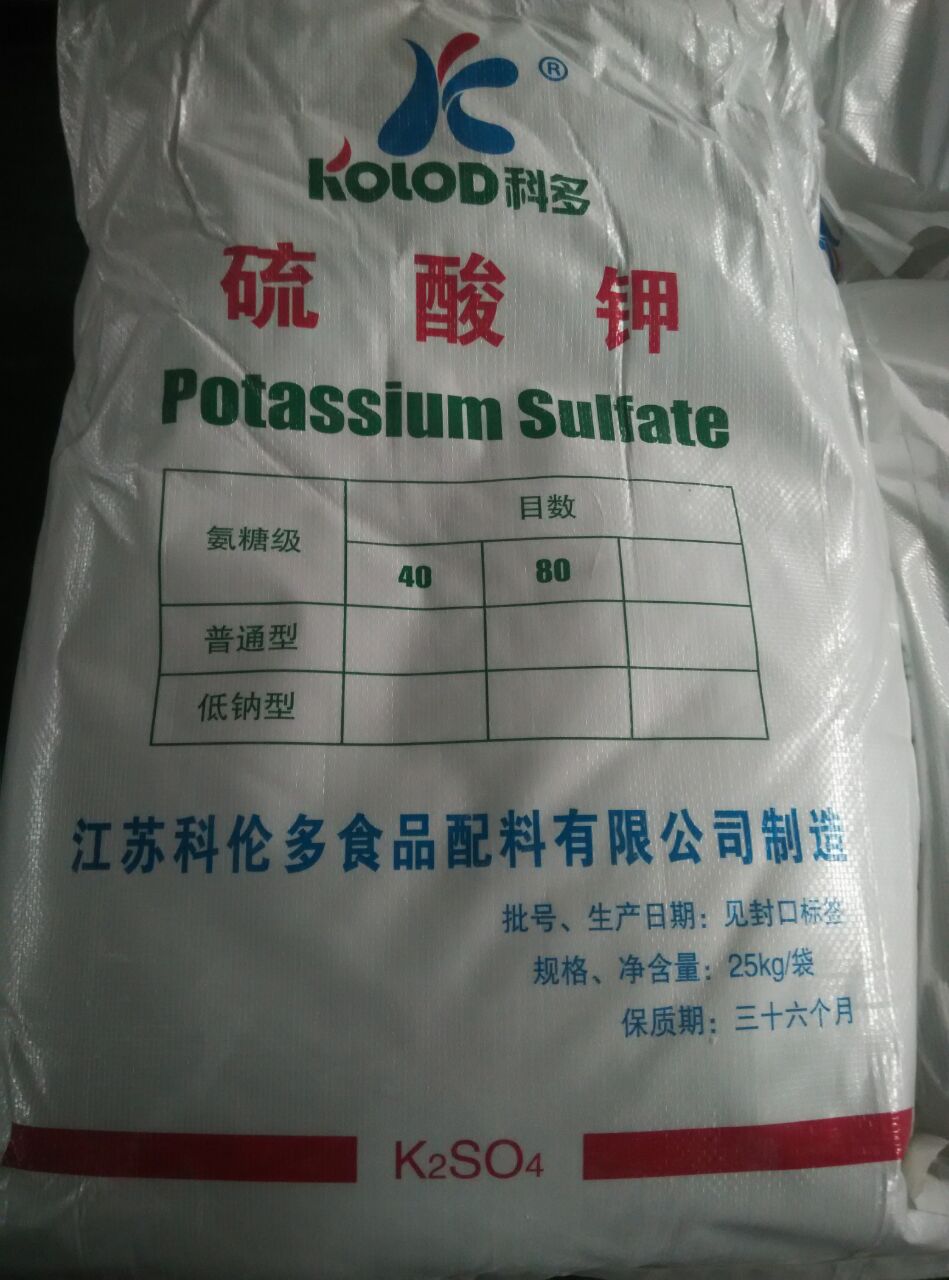 ®
KOLOD科多
硫酸钾
Potassium Sulfate
氨糖级 目数
40 80
普通型
低钠型
江苏科伦多食品配料有限公司制造
批号、生产日期：见封口标签
规格、净含量：25kg/袋
保质期：三十六个月
K2SO4